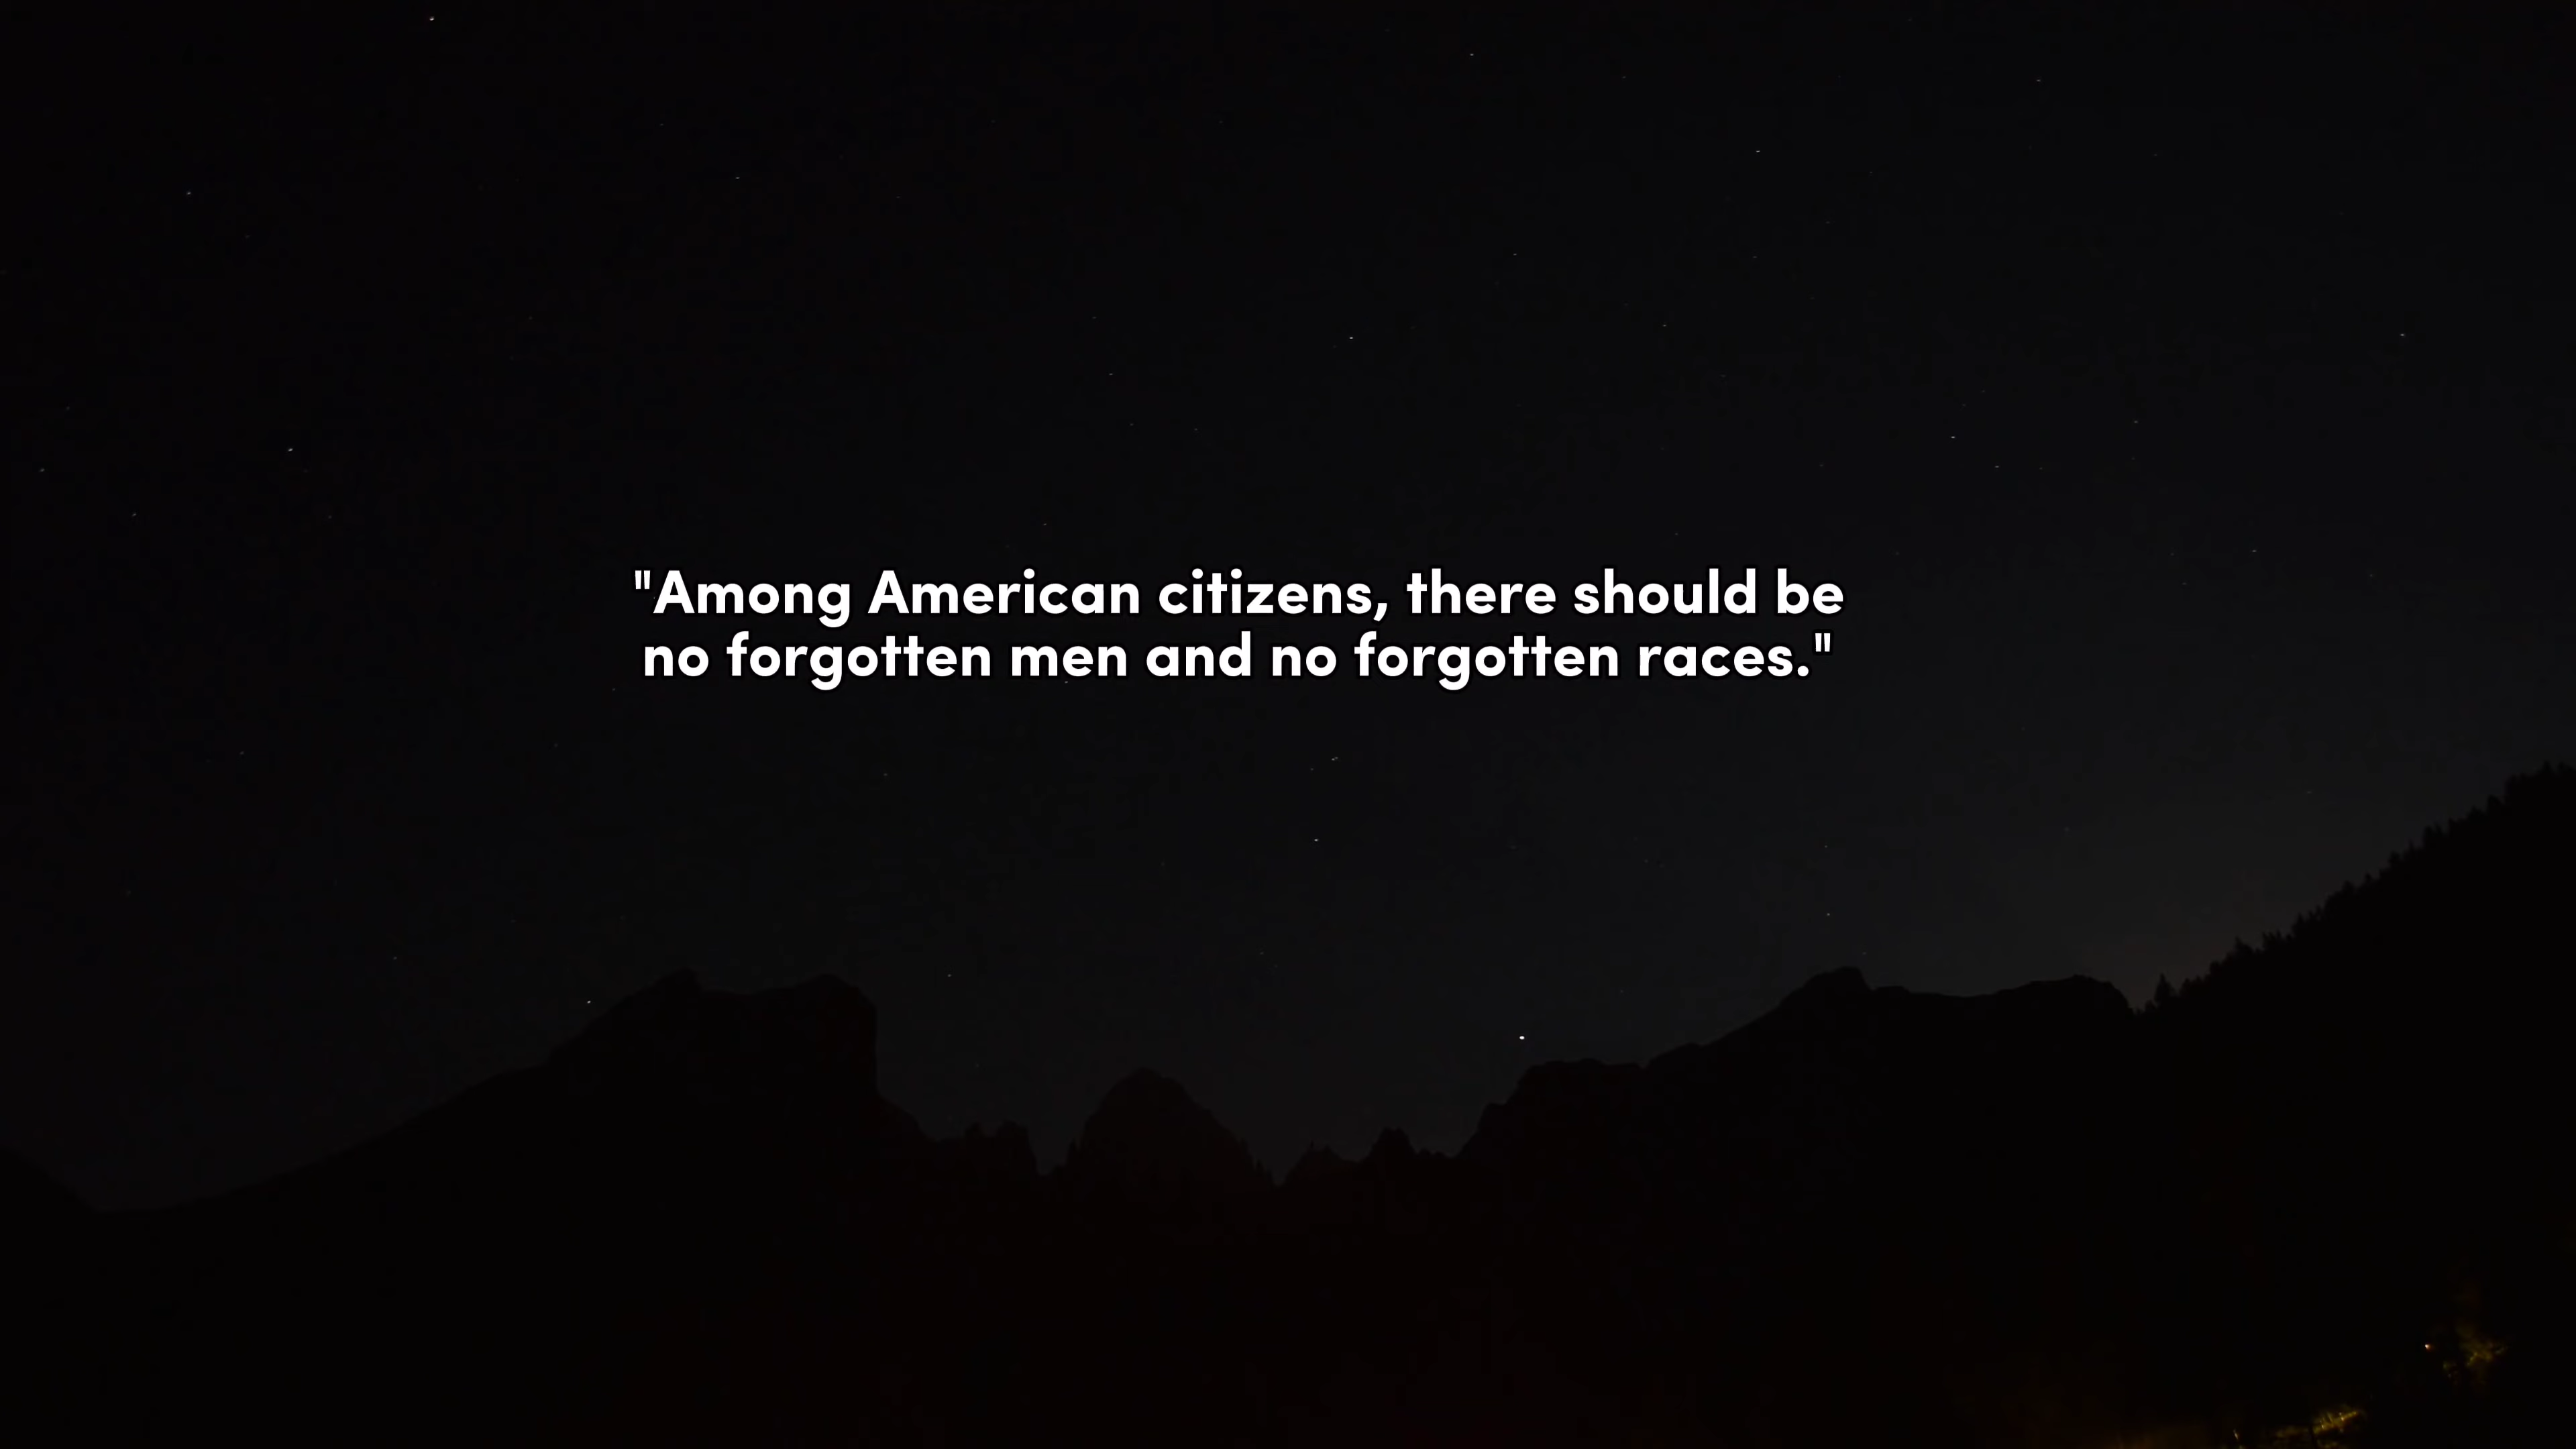 "Among American citizens, there should be
no forgotten men and no forgotten races."